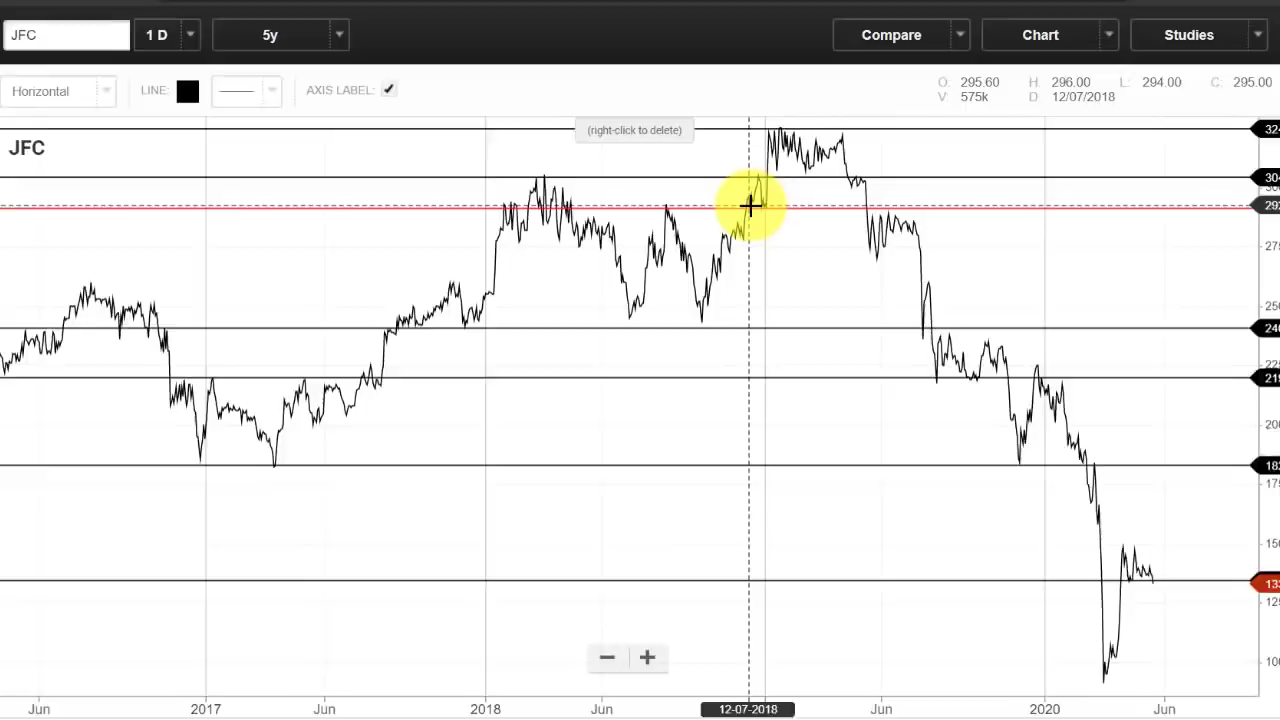 JFC 1 D 5y Compare Chart Studies
Horizontal LINE: AXIS LABEL: O: 295.60 H: 296.00 L: 294.00 C: 295.00
V: 575k D 12/07/2018
(right-click to delete)
JFC
− +
Jun 2017 Jun 2018 Jun 12-07-2018 Jun 2020 Jun